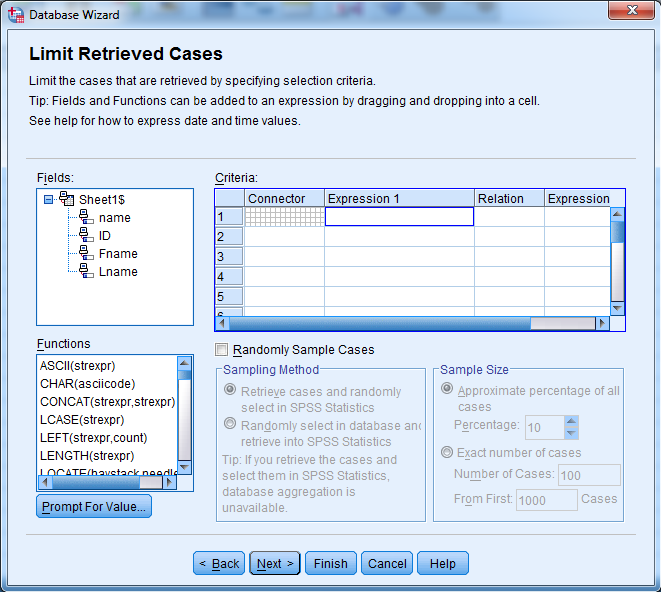 Database Wizard
Limit Retrieved Cases
Limit the cases that are retrieved by specifying selection criteria.
Tip: Fields and Functions can be added to an expression by dragging and dropping into a cell.
See help for how to express date and time values.
Fields:
Sheet1$
name
ID
Fname
Lname
Criteria:
Connector Expression 1 Relation Expression
1
2
3
4
5
6
Functions
ASCII(strexpr)
CHAR(asciicode)
CONCAT(strexpr,strexpr)
LCASE(strexpr)
LEFT(strexpr,count)
LENGTH(strexpr)
LOCATE(haystack,needle
Prompt For Value...
Randomly Sample Cases
Sampling Method
Retrieve cases and randomly
select in SPSS Statistics
Randomly select in database and
retrieve into SPSS Statistics
Tip: If you retrieve the cases and
select them in SPSS Statistics,
database aggregation is
unavailable.
Sample Size
Approximate percentage of all
cases
Percentage: 10
Exact number of cases
Number of Cases: 100
From First: 1000 Cases
< Back Next > Finish Cancel Help